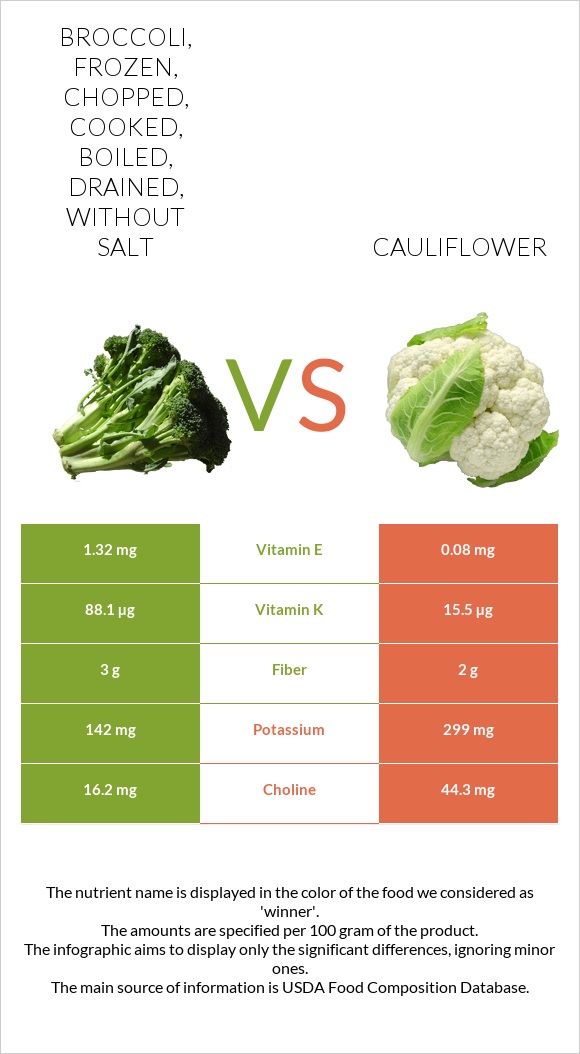 BROCCOLI,
FROZEN,
CHOPPED,
COOKED,
BOILED,
DRAINED,
WITHOUT
SALT
CAULIFLOWER
VS
1.32 mg Vitamin E 0.08 mg
88.1 µg Vitamin K 15.5 µg
3 g Fiber 2 g
142 mg Potassium 299 mg
16.2 mg Choline 44.3 mg
The nutrient name is displayed in the color of the food we considered as
'winner'.
The amounts are specified per 100 gram of the product.
The infographic aims to display only the significant differences, ignoring minor
ones.
The main source of information is USDA Food Composition Database.